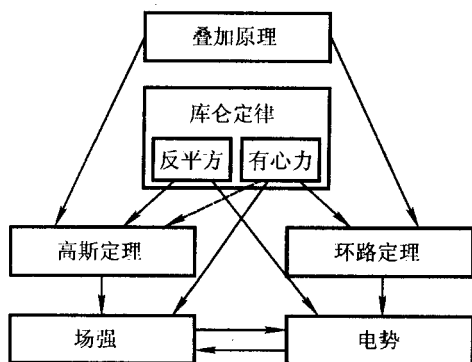 叠加原理
库仑定律
反平方
有心力
高斯定理
环路定理
场强
电势